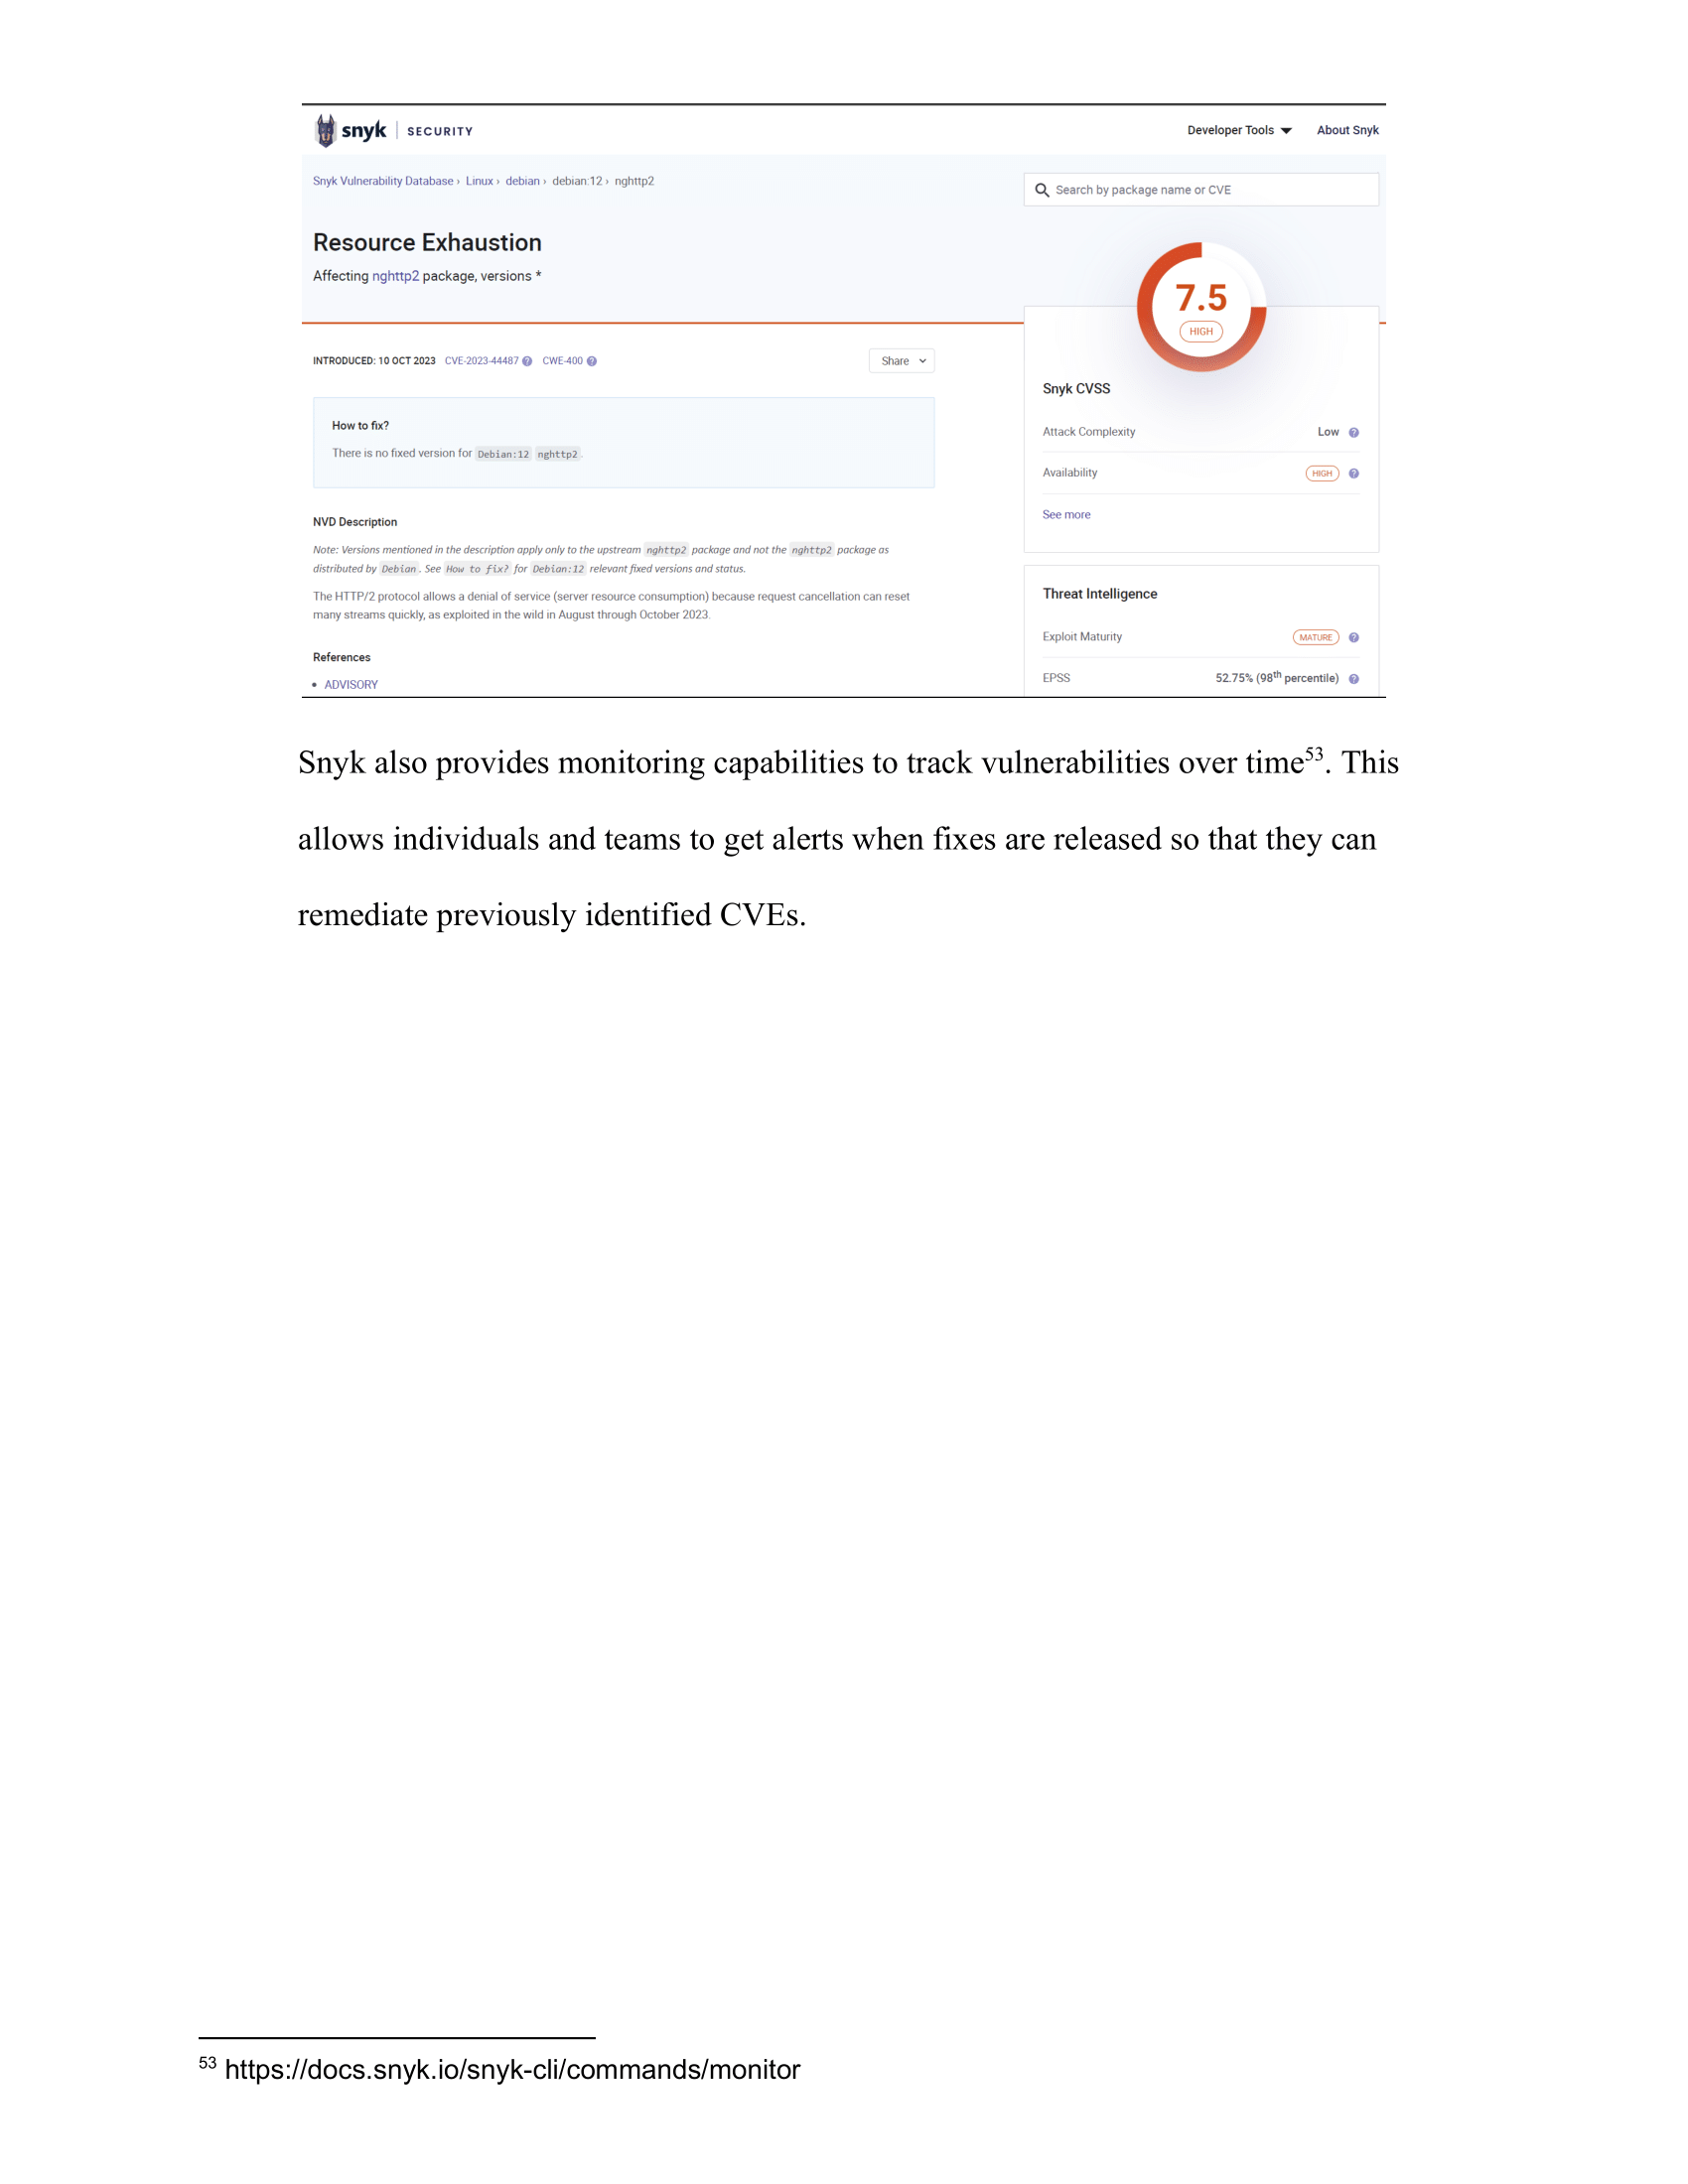 snyk | SECURITY
Developer Tools
About Snyk
Snyk Vulnerability Database › Linux › debian › debian:12 › nghttp2
Search by package name or CVE
Resource Exhaustion
Affecting nghttp2 package, versions *
7.5
HIGH
INTRODUCED: 10 OCT 2023 CVE-2023-44487 ? CWE-400 ?
Share
How to fix?
There is no fixed version for Debian:12 nghttp2.
NVD Description
Note: Versions mentioned in the description apply only to the upstream nghttp2 package and not the nghttp2 package as
distributed by Debian. See How to fix? for Debian:12 relevant fixed versions and status.
The HTTP/2 protocol allows a denial of service (server resource consumption) because request cancellation can reset
many streams quickly, as exploited in the wild in August through October 2023.
References
• ADVISORY
Snyk CVSS
Attack Complexity Low ?
Availability HIGH ?
See more
Threat Intelligence
Exploit Maturity MATURE ?
EPSS 52.75% (98th percentile) ?
Snyk also provides monitoring capabilities to track vulnerabilities over time53. This
allows individuals and teams to get alerts when fixes are released so that they can
remediate previously identified CVEs.
53 https://docs.snyk.io/snyk-cli/commands/monitor